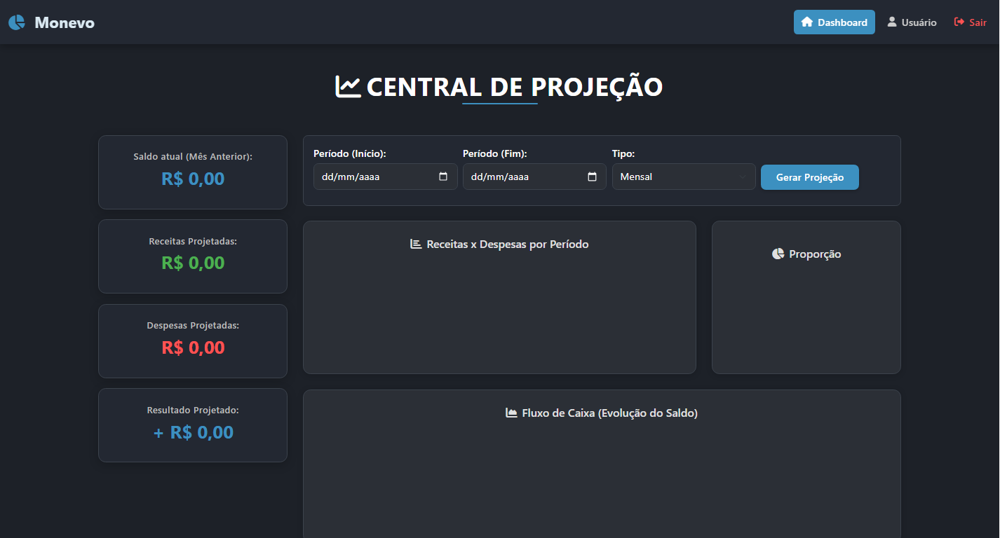 Monevo
Dashboard
Usuário
Sair
CENTRAL DE PROJEÇÃO
Saldo atual (Mês Anterior):
R$ 0,00
Receitas Projetadas:
R$ 0,00
Despesas Projetadas:
R$ 0,00
Resultado Projetado:
+ R$ 0,00
Período (Início):
dd/mm/aaaa
Período (Fim):
dd/mm/aaaa
Tipo:
Mensal
Gerar Projeção
Receitas x Despesas por Período
Proporção
Fluxo de Caixa (Evolução do Saldo)